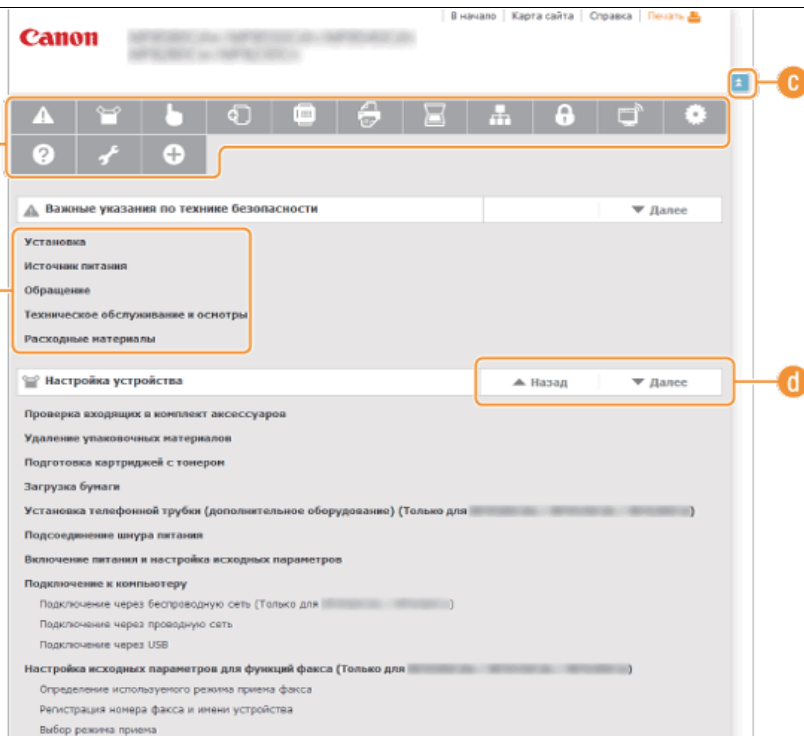 В начало | Карта сайта | Справка | Печать
Canon
c
Важные указания по технике безопасности
Далее
Установка
Источник питания
Обращение
Техническое обслуживание и осмотры
Расходные материалы
Настройка устройства
Назад
Далее
d
Проверка входящих в комплект аксессуаров
Удаление упаковочных материалов
Подготовка картриджей с тонером
Загрузка бумаги
Установка телефонной трубки (дополнительное оборудование) (Только для )
Подсоединение шнура питания
Включение питания и настройка исходных параметров
Подключение к компьютеру
Подключение через беспроводную сеть (Только для )
Подключение через проводную сеть
Подключение через USB
Настройка исходных параметров для функций факса (Только для )
Определение используемого режима приема факса
Регистрация номера факса и имени устройства
Выбор режима приема